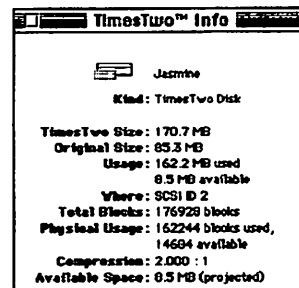 TimesTwo™ Info
Jasmine
Kind: TimesTwo Disk
TimesTwo Size: 170.7 MB
Original Size: 85.3 MB
Usage: 162.2 MB used
8.5 MB available
Where: SCSI ID 2
Total Blocks: 176928 blocks
Physical Usage: 162244 blocks used,
14684 available
Compression: 2.000 : 1
Available Space: 8.5 MB (projected)